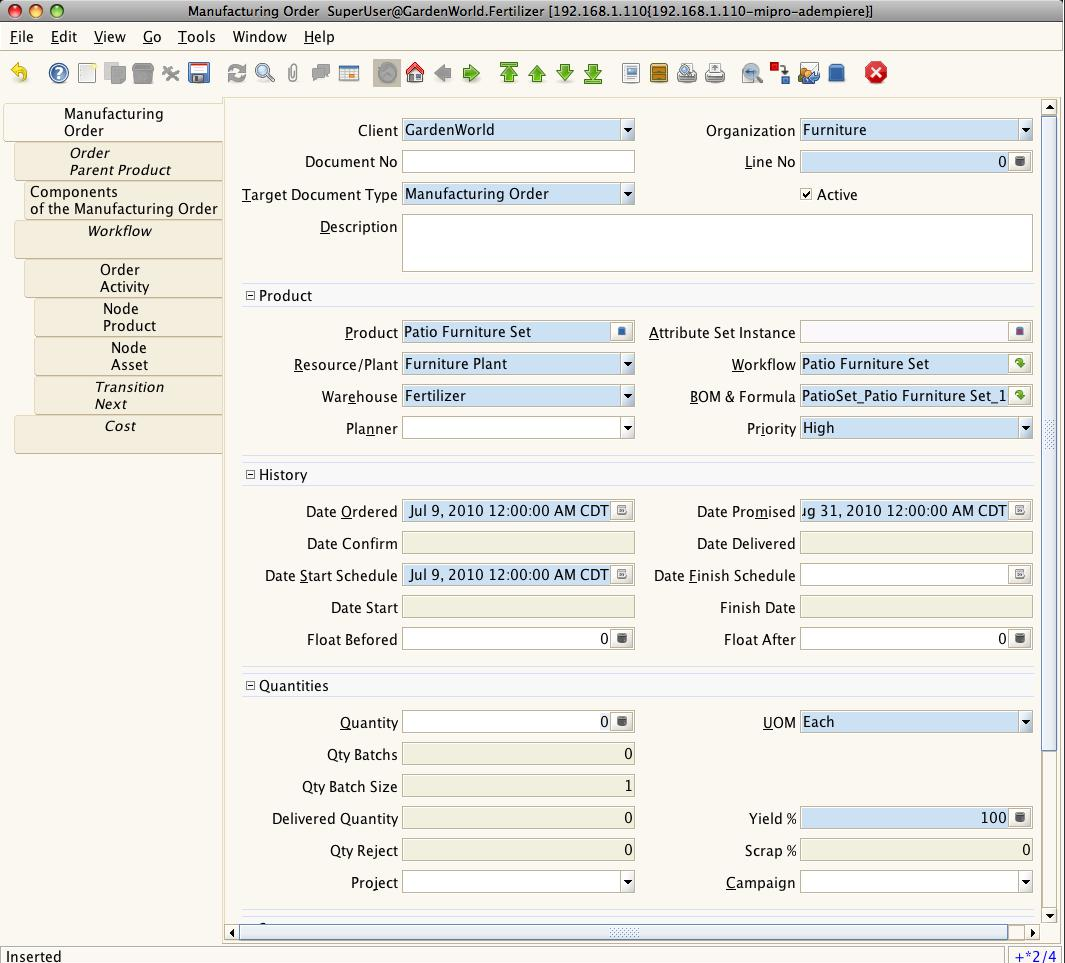 Manufacturing Order  SuperUser@GardenWorld.Fertilizer [192.168.1.110{192.168.1.110-mipro-adempiere}]
File Edit View Go Tools Window Help
Manufacturing
Order
Order
Parent Product
Components
of the Manufacturing Order
Workflow
Order
Activity
Node
Product
Node
Asset
Transition
Next
Cost
Client GardenWorld Organization Furniture
Document No Line No 0
Target Document Type Manufacturing Order Active
Description
Product
Product Patio Furniture Set Attribute Set Instance
Resource/Plant Furniture Plant Workflow Patio Furniture Set
Warehouse Fertilizer BOM & Formula PatioSet_Patio Furniture Set_1
Planner Priority High
History
Date Ordered Jul 9, 2010 12:00:00 AM CDT Date Promised ug 31, 2010 12:00:00 AM CDT
Date Confirm Date Delivered
Date Start Schedule Jul 9, 2010 12:00:00 AM CDT Date Finish Schedule
Date Start Finish Date
Float Befored 0 Float After 0
Quantities
Quantity 0 UOM Each
Qty Batchs 0
Qty Batch Size 1
Delivered Quantity 0 Yield % 100
Qty Reject 0 Scrap % 0
Project Campaign
Inserted +*2/4